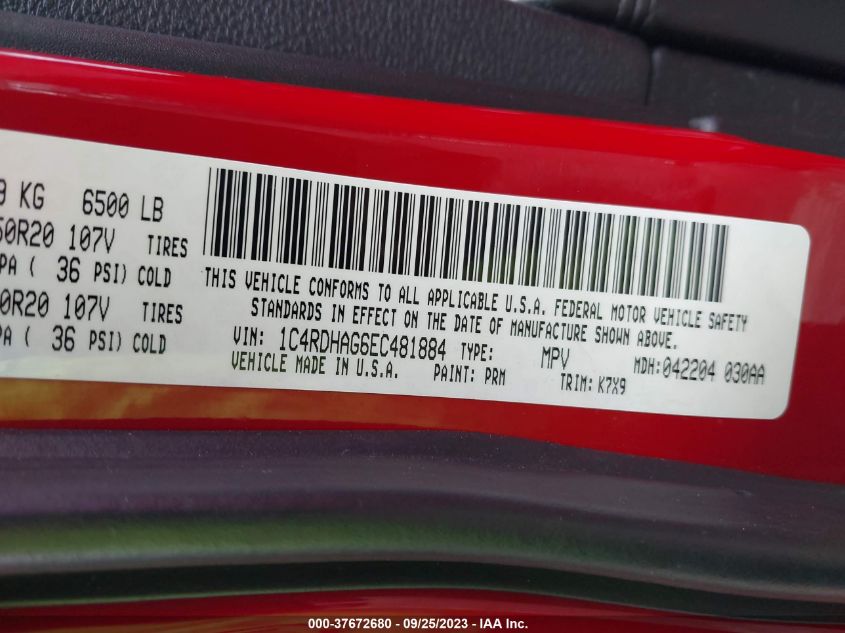 KG 6500 LB
50R20 107V TIRES
PA ( 36 PSI) COLD
0R20 107V TIRES
PA ( 36 PSI) COLD
THIS VEHICLE CONFORMS TO ALL APPLICABLE U.S.A. FEDERAL MOTOR VEHICLE SAFETY
STANDARDS IN EFFECT ON THE DATE OF MANUFACTURE SHOWN ABOVE.
VIN: 1C4RDHAG6EC481884 TYPE: MPV MDH:042204 030AA
VEHICLE MADE IN U.S.A. PAINT: PRM TRIM: K7X9
000-37672680 - 09/25/2023 - IAA Inc.